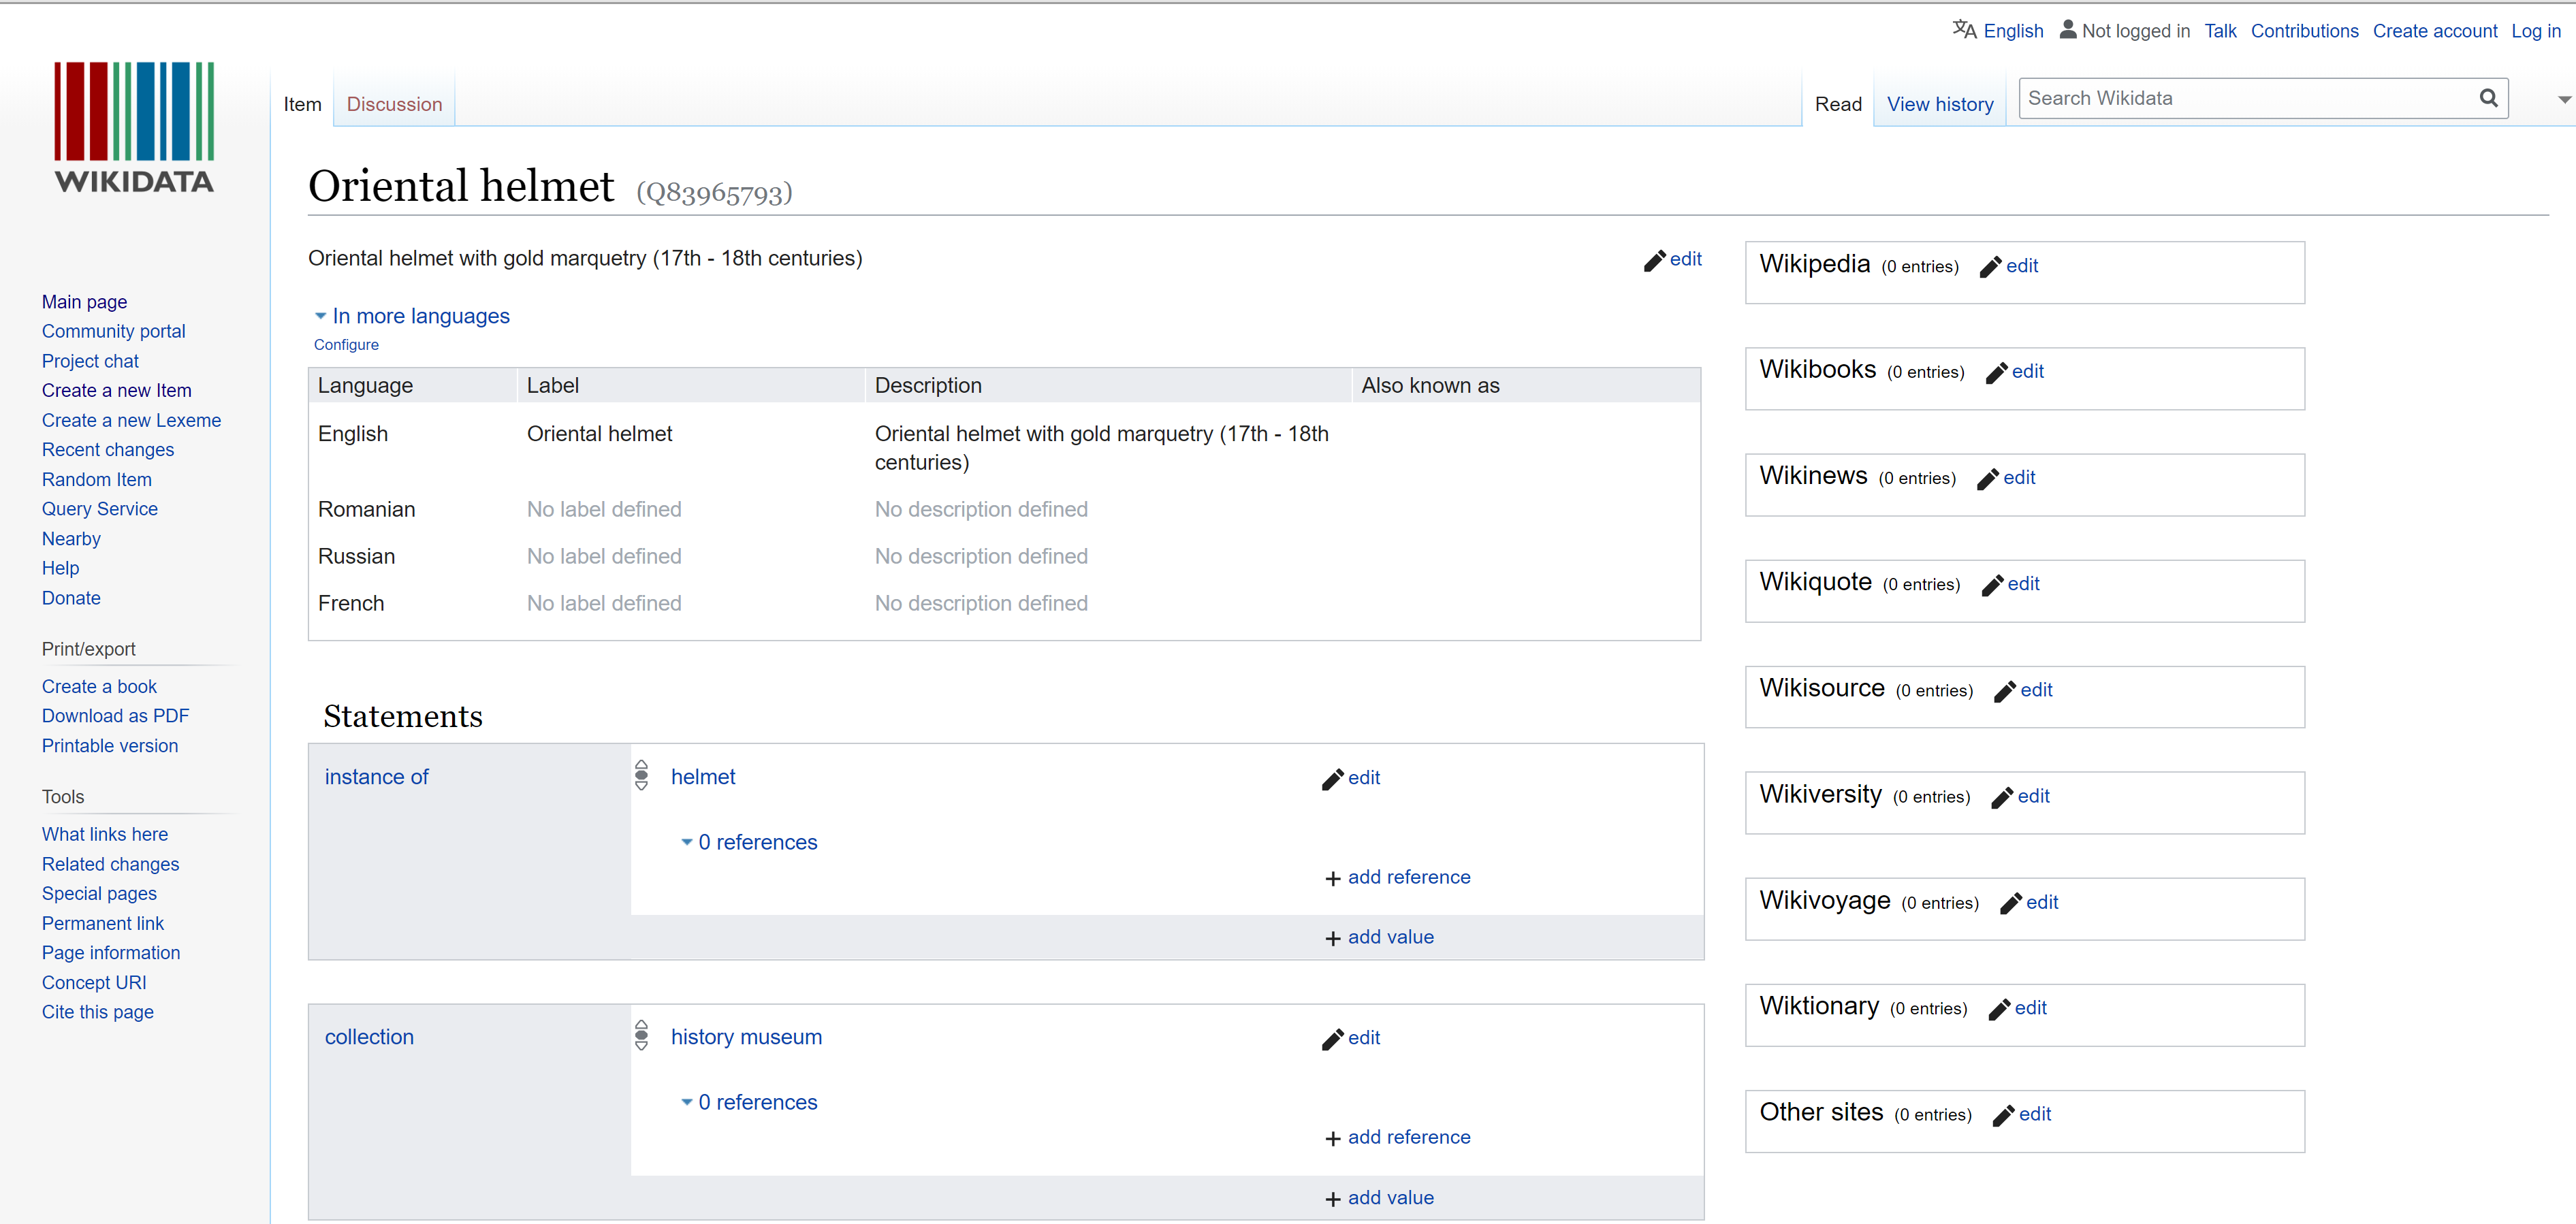 English Not logged in Talk Contributions Create account Log in
WIKIDATA
Item Discussion
Read View history Search Wikidata
Main page
Community portal
Project chat
Create a new Item
Create a new Lexeme
Recent changes
Random Item
Query Service
Nearby
Help
Donate
Print/export
Create a book
Download as PDF
Printable version
Tools
What links here
Related changes
Special pages
Permanent link
Page information
Concept URI
Cite this page
Oriental helmet (Q83965793)
Oriental helmet with gold marquetry (17th - 18th centuries) edit
In more languages
Configure
Language Label Description Also known as
English Oriental helmet Oriental helmet with gold marquetry (17th - 18th
centuries)
Romanian No label defined No description defined
Russian No label defined No description defined
French No label defined No description defined
Statements
instance of helmet edit
0 references
+ add reference
+ add value
collection history museum edit
0 references
+ add reference
+ add value
Wikipedia (0 entries) edit
Wikibooks (0 entries) edit
Wikinews (0 entries) edit
Wikiquote (0 entries) edit
Wikisource (0 entries) edit
Wikiversity (0 entries) edit
Wikivoyage (0 entries) edit
Wiktionary (0 entries) edit
Other sites (0 entries) edit